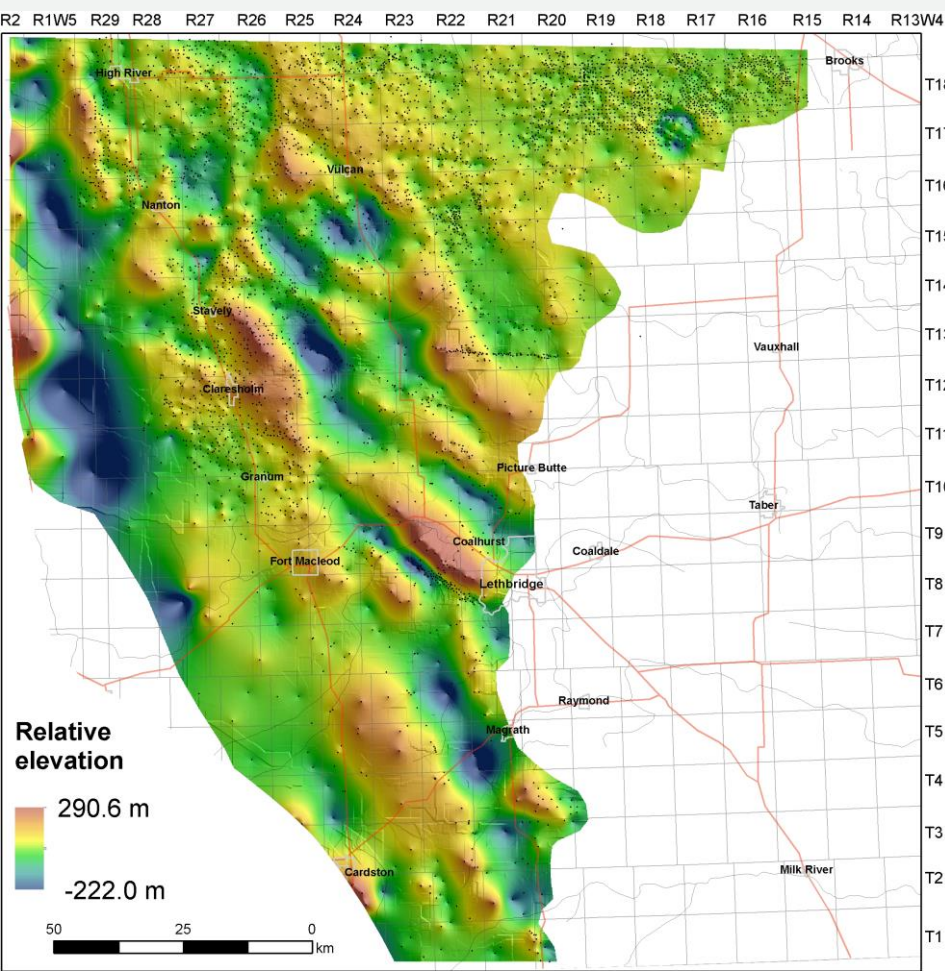 R2 R1W5 R29 R28 R27 R26 R25 R24 R23 R22 R21 R20 R19 R18 R17 R16 R15 R14 R13W4
Brooks
High River
T18
T17
Vulcan
T16
Nanton
T15
T14
Stavely
T13
Vauxhall
Claresholm
T12
T11
Picture Butte
Granum
T10
Taber
T9
Coalhurst
Coaldale
Fort Macleod
T8
Lethbridge
T7
T6
Raymond
Magrath
T5
Relative
elevation
T4
290.6 m
T3
Cardston
Milk River
T2
-222.0 m
50 25 0
km
T1